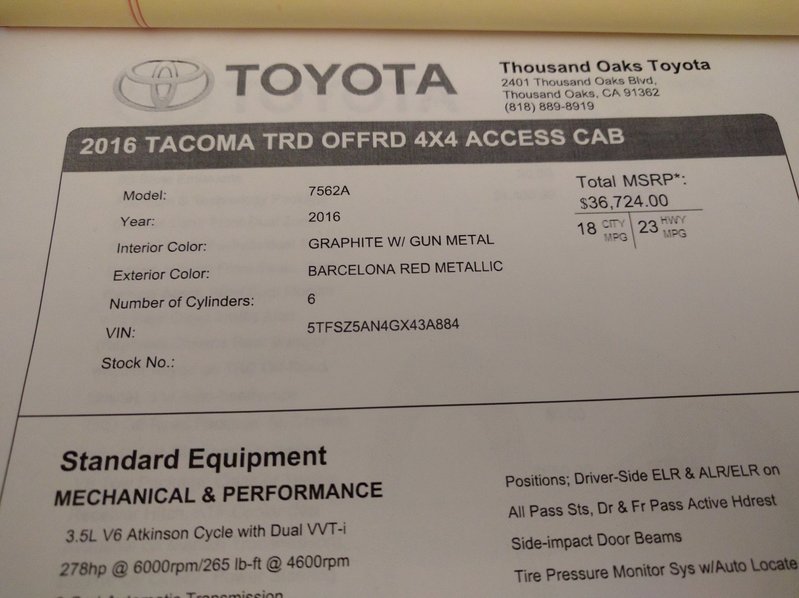 TOYOTA
Thousand Oaks Toyota
2401 Thousand Oaks Blvd,
Thousand Oaks, CA 91362
(818) 889-8919
2016 TACOMA TRD OFFRD 4X4 ACCESS CAB
Model: 7562A
Year: 2016
Interior Color: GRAPHITE W/ GUN METAL
Exterior Color: BARCELONA RED METALLIC
Number of Cylinders: 6
VIN: 5TFSZ5AN4GX43A884
Stock No.:
Total MSRP*:
$36,724.00
18 CITY MPG 23 HWY MPG
Standard Equipment
MECHANICAL & PERFORMANCE
3.5L V6 Atkinson Cycle with Dual VVT-i
278hp @ 6000rpm/265 lb-ft @ 4600rpm
Automatic Transmission
Positions; Driver-Side ELR & ALR/ELR on
All Pass Sts, Dr & Fr Pass Active Hdrest
Side-impact Door Beams
Tire Pressure Monitor Sys w/Auto Locate